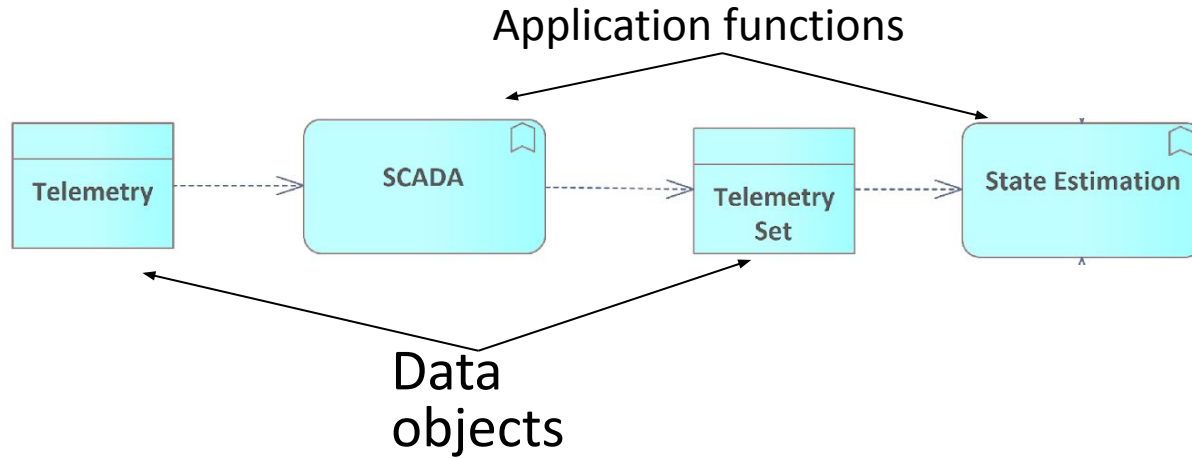 Application functions
Telemetry
SCADA
Telemetry
Set
State Estimation
Data
objects